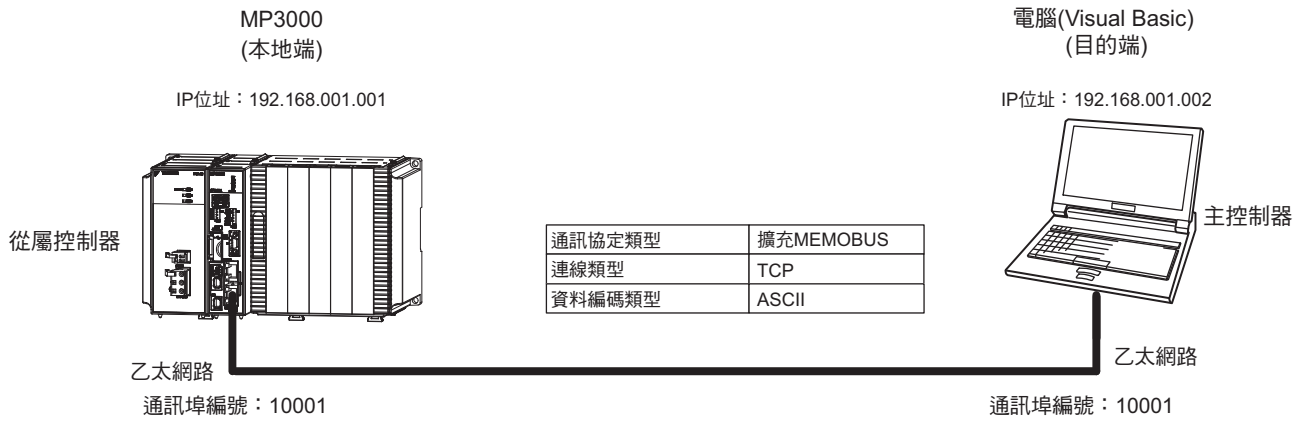 MP3000
(本地端)
電腦(Visual Basic)
(目的端)
IP位址：192.168.001.001
IP位址：192.168.001.002
從屬控制器
主控制器
通訊協定類型 擴充MEMOBUS
連線類型 TCP
資料編碼類型 ASCII
乙太網路
乙太網路
通訊埠編號：10001
通訊埠編號：10001